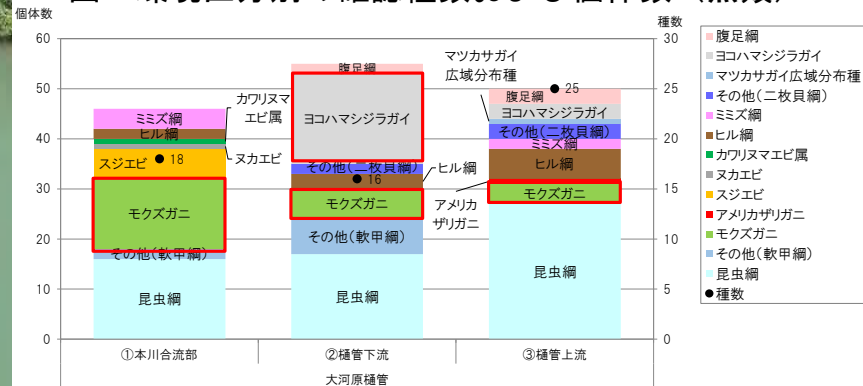 個体数
種数
60
50
40
30
20
10
0
30
25
20
15
10
5
0
ミミズ綱
ヒル綱
カワリヌマ
エビ属
ヌカエビ
スジエビ
18
モクズガニ
その他(軟甲綱)
昆虫綱
腹足綱
ヨコハマシジラガイ
その他(二枚貝綱)
16
ヒル綱
モクズガニ
アメリカ
ザリガニ
その他(軟甲綱)
昆虫綱
マツカサガイ
広域分布種
25
腹足綱
ヨコハマシジラガイ
その他(二枚貝綱)
ミミズ綱
ヒル綱
モクズガニ
昆虫綱
①本川合流部
②樋管下流
③樋管上流
大河原樋管
腹足綱
ヨコハマシジラガイ
マツカサガイ広域分布種
その他(二枚貝綱)
ミミズ綱
ヒル綱
カワリヌマエビ属
ヌカエビ
スジエビ
アメリカザリガニ
モクズガニ
その他(軟甲綱)
昆虫綱
種数